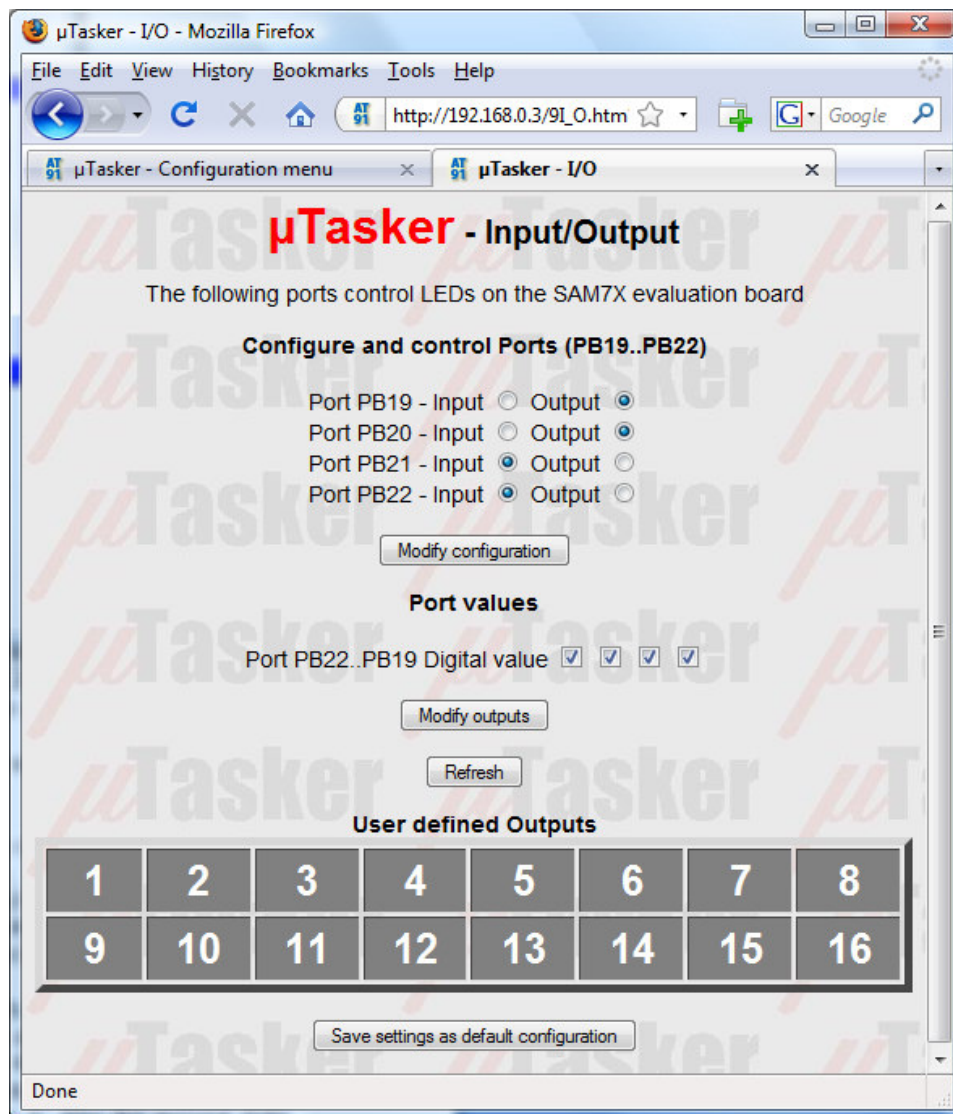 µTasker - I/O - Mozilla Firefox
File Edit View History Bookmarks Tools Help
AT91 http://192.168.0.3/9I_O.htm G Google
AT91 µTasker - Configuration menu AT91 µTasker - I/O
µTasker - Input/Output
The following ports control LEDs on the SAM7X evaluation board
Configure and control Ports (PB19..PB22)
Port PB19 - Input Output
Port PB20 - Input Output
Port PB21 - Input Output
Port PB22 - Input Output
Modify configuration
Port values
Port PB22..PB19 Digital value
Modify outputs
Refresh
User defined Outputs
1 2 3 4 5 6 7 8
9 10 11 12 13 14 15 16
Save settings as default configuration
Done